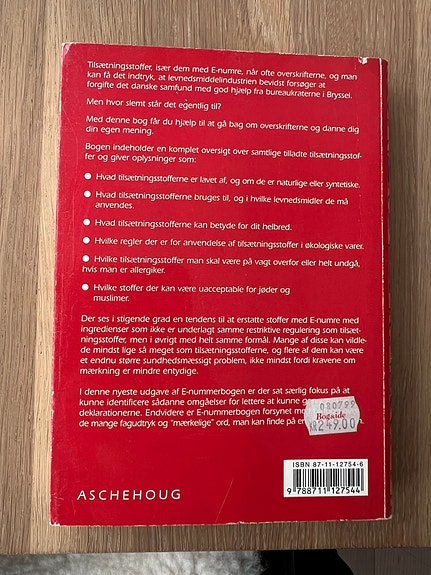 Tilsætningsstoffer, især dem med E-numre, når ofte overskrifterne, og man
kan få det indtryk, at levnedsmiddelindustrien bevidst forsøger at
forgifte det danske samfund med god hjælp fra bureaukraterne i Bryssel.
Men hvor slemt står det egentlig til?
Med denne bog får du hjælp til at gå bag om overskrifterne og danne dig
din egen mening.
Bogen indeholder en komplet oversigt over samtlige tilladte tilsætningsstof-
fer og giver oplysninger som:
● Hvad tilsætningsstofferne er lavet af, og om de er naturlige eller syntetiske.
● Hvad tilsætningsstofferne bruges til, og i hvilke levnedsmidler de må
anvendes.
● Hvad tilsætningsstofferne kan betyde for dit helbred.
● Hvilke regler der er for anvendelse af tilsætningsstoffer i økologiske varer.
● Hvilke tilsætningsstoffer man skal være på vagt overfor eller helt undgå,
hvis man er allergiker.
● Hvilke stoffer der kan være uacceptable for jøder og
muslimer.
Der ses i stigende grad en tendens til at erstatte stoffer med E-numre med
ingredienser som ikke er underlagt samme restriktive regulering som tilsæt-
ningsstoffer, men i øvrigt med helt samme formål. Mange af disse kan vildle-
de mindst lige så meget som tilsætningsstofferne, og flere af dem kan være
et endnu større sundhedsmæssigt problem, ikke mindst fordi kravene om
mærkning er mindre entydige.
I denne nyeste udgave af E-nummerbogen er der sat særlig fokus på at
kunne identificere sådanne omgåelser for lettere at kunne
deklarationerne. Endvidere er E-nummerbogen forsynet
de mange fagudtryk og "mærkelige" ord, man kan finde på
080799
Bog&ide
249.00
ISBN 87-11-12754-6
9 788711 127544
ASCHEHOUG